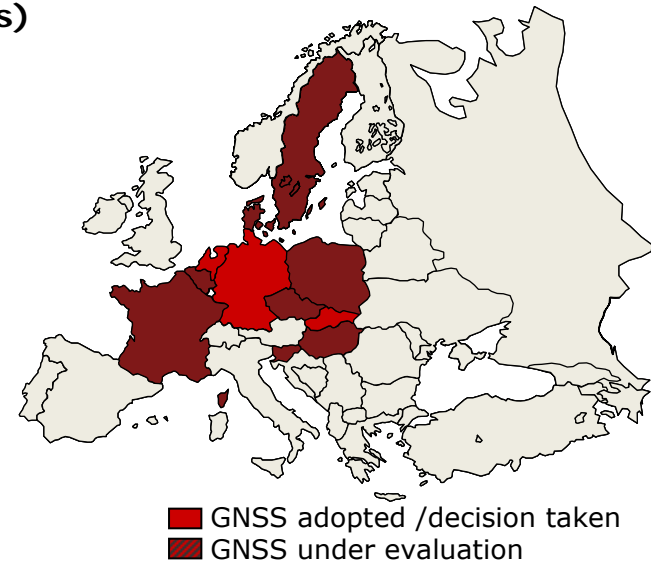 s)
GNSS adopted /decision taken
GNSS under evaluation